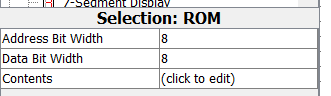 7-Segment Display
Selection: ROM
Address Bit Width 8
Data Bit Width 8
Contents (click to edit)